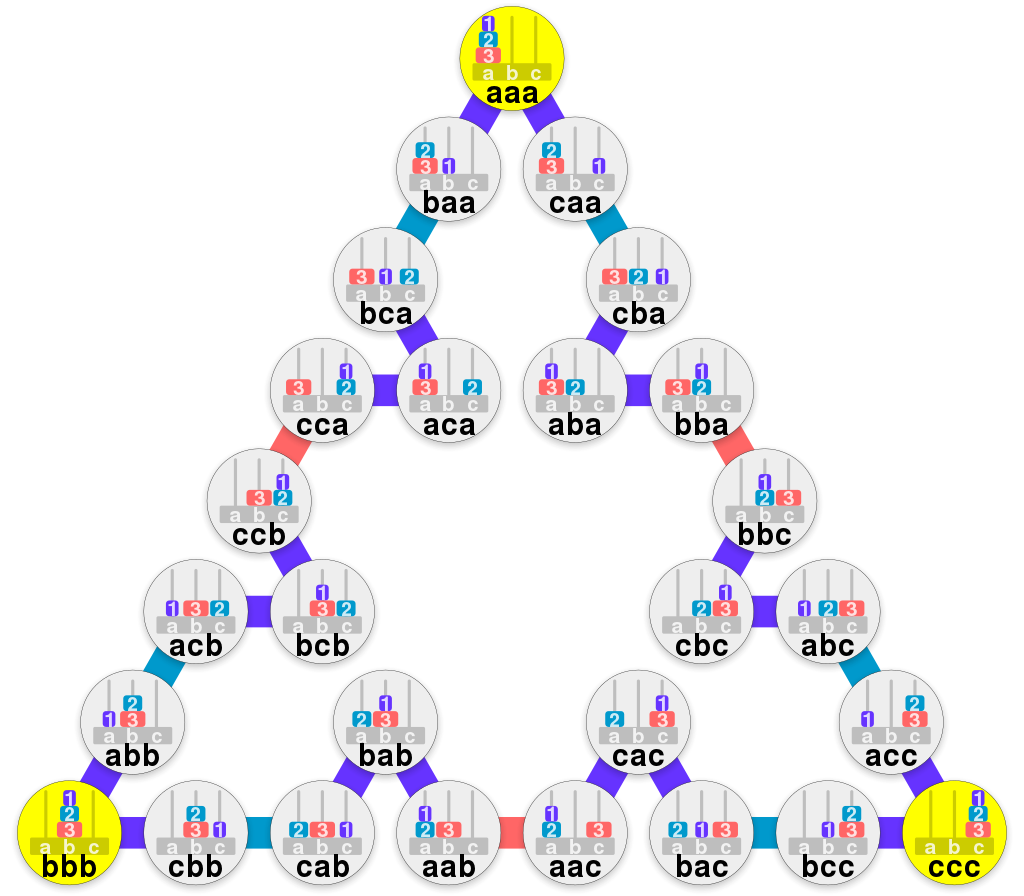 1
2
3
a b c
aaa
2
3 1
a b c
baa
2
3 1
a b c
caa
3 1 2
a b c
bca
3 2 1
a b c
cba
1
3 2
a b c
cca
1
3 2
a b c
aca
1
3 2
a b c
aba
1
3 2
a b c
bba
1
3 2
a b c
ccb
1
2 3
a b c
bbc
1 3 2
a b c
acb
1
3 2
a b c
bcb
1
2 3
a b c
cbc
1 2 3
a b c
abc
2
1 3
a b c
abb
1
2 3
a b c
bab
1
2 3
a b c
cac
2
1 3
a b c
acc
1
2
3
a b c
bbb
2
3 1
a b c
cbb
2 3 1
a b c
cab
1
2 3
a b c
aab
1
2 3
a b c
aac
2 1 3
a b c
bac
2
1 3
a b c
bcc
1
2
3
a b c
ccc